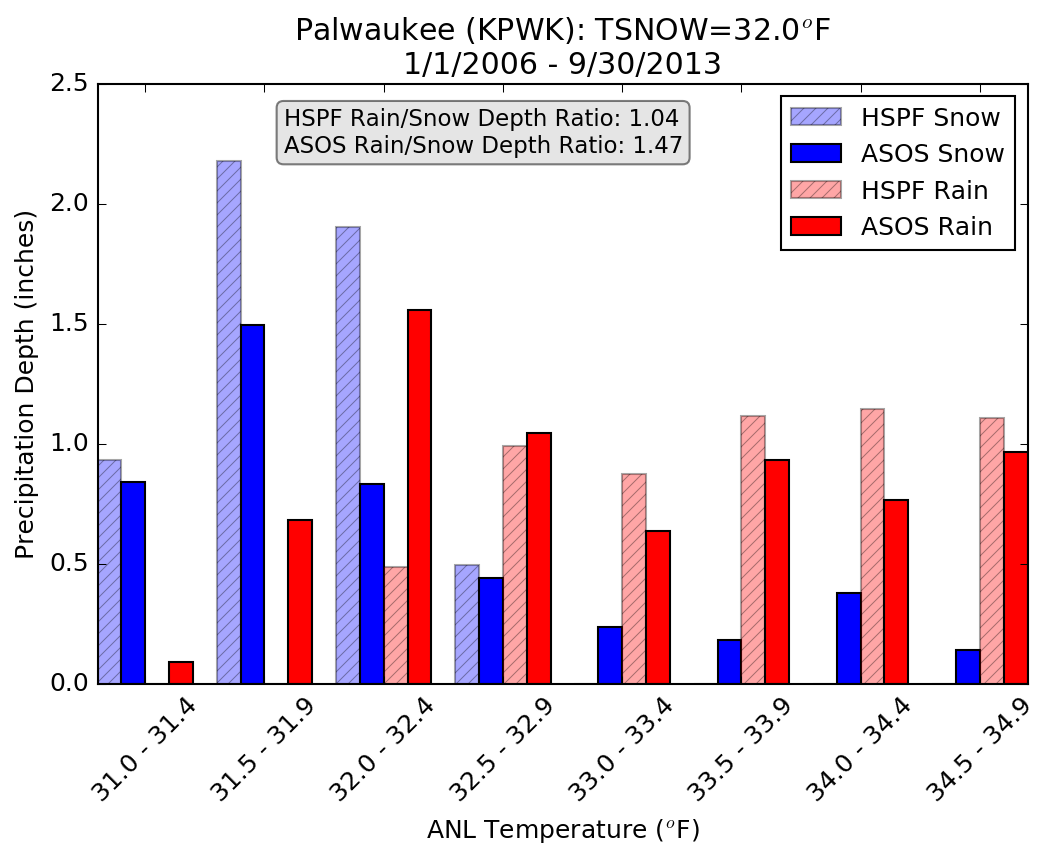 Palwaukee (KPWK): TSNOW=32.0°F
1/1/2006 - 9/30/2013
HSPF Rain/Snow Depth Ratio: 1.04
ASOS Rain/Snow Depth Ratio: 1.47
HSPF Snow
ASOS Snow
HSPF Rain
ASOS Rain
Precipitation Depth (inches)
2.5
2.0
1.5
1.0
0.5
0.0
31.0 - 31.4
31.5 - 31.9
32.0 - 32.4
32.5 - 32.9
33.0 - 33.4
33.5 - 33.9
34.0 - 34.4
34.5 - 34.9
ANL Temperature (°F)